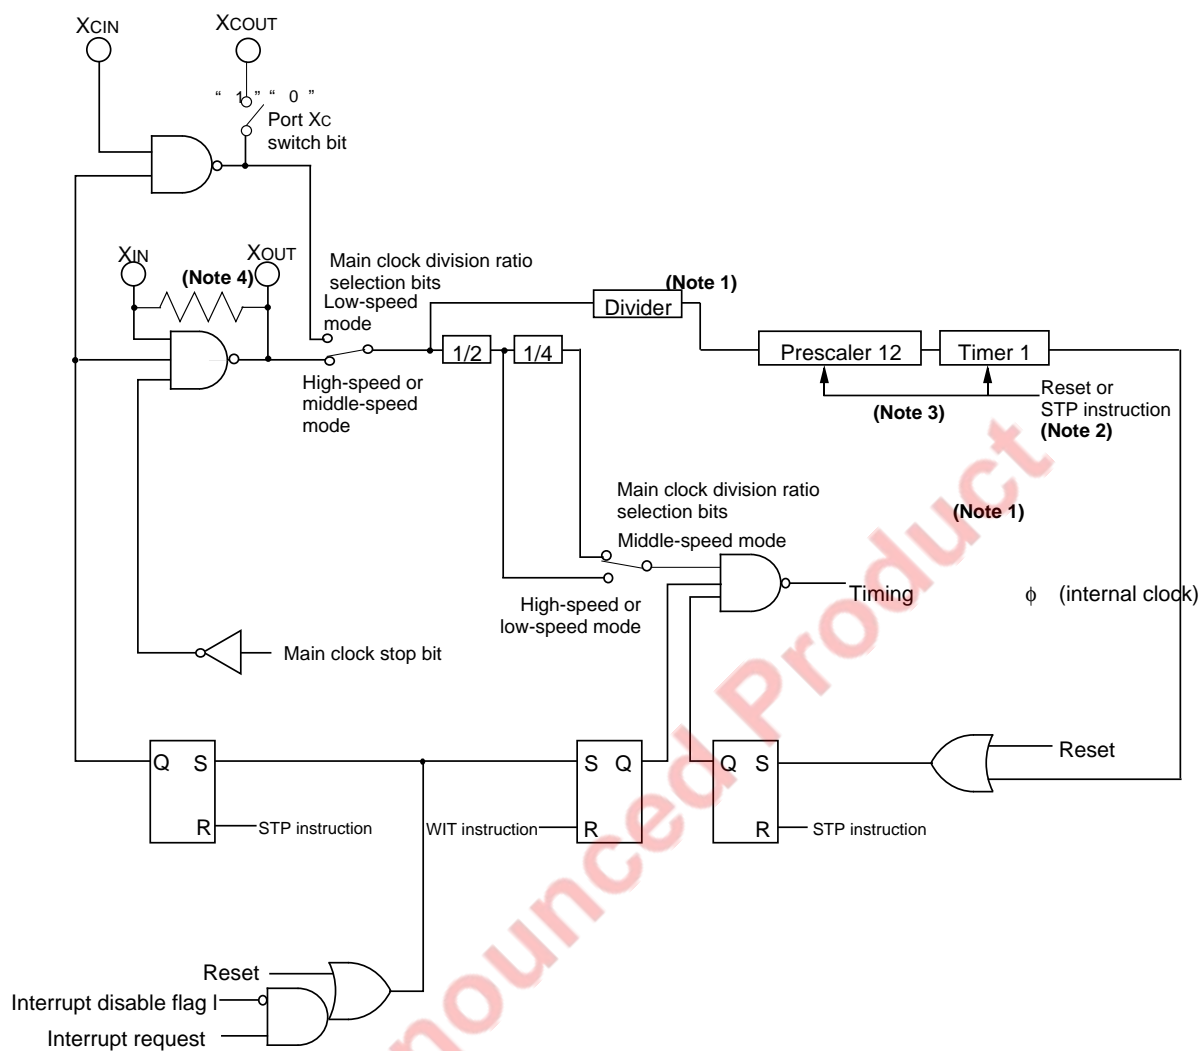 XCIN
XCOUT
“ 1 ” “ 0 ”
Port XC
switch bit
XIN
XOUT
(Note 4)
Main clock division ratio
selection bits
Low-speed
mode
(Note 1)
Divider
1/2
1/4
Prescaler 12
Timer 1
High-speed or
middle-speed
mode
Reset or
STP instruction
(Note 2)
(Note 3)
Main clock division ratio
selection bits
(Note 1)
Middle-speed mode
Timing φ (internal clock)
High-speed or
low-speed mode
Main clock stop bit
Q S
R
STP instruction
WIT instruction
S Q
R
Q S
R
STP instruction
Reset
Reset
Interrupt disable flag I
Interrupt request
nounced Product